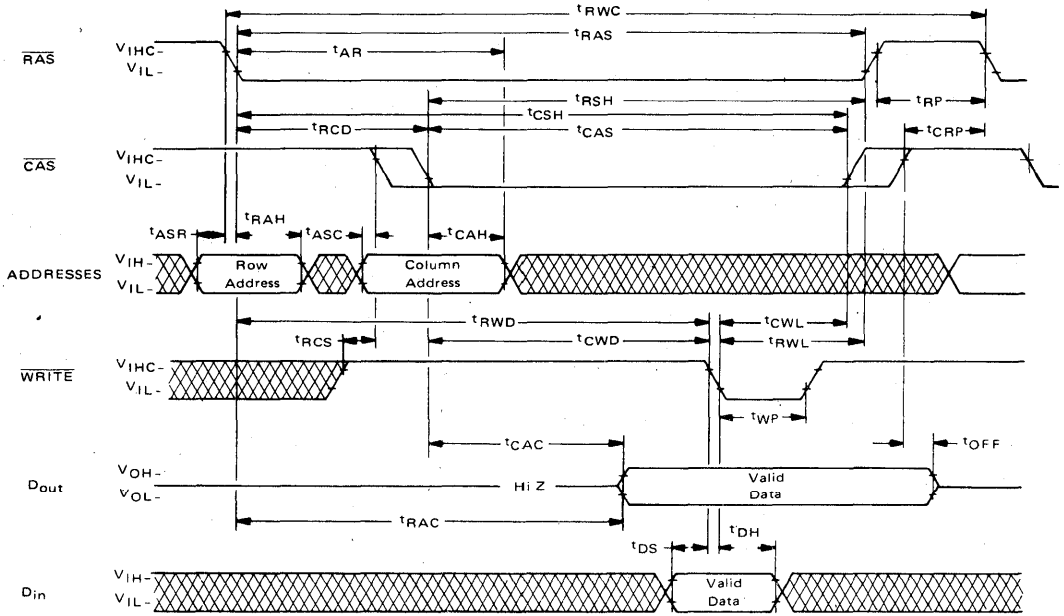 tRWC
tRAS
tAR
RAS
VIHC-
VIL-
tRSH
tRP
tCSH
tRCD
tCAS
tCRP
CAS
VIHC-
VIL-
tRAH
tASR
tASC
tCAH
ADDRESSES
VIH-
VIL-
Row
Address
Column
Address
tRWD
tCWL
tRCS
tCWD
tRWL
WRITE
VIHC-
VIL-
tWP
tCAC
tOFF
Dout
VOH-
VOL-
Hi Z
Valid
Data
tRAC
tDS
tDH
Din
VIH-
VIL-
Valid
Data